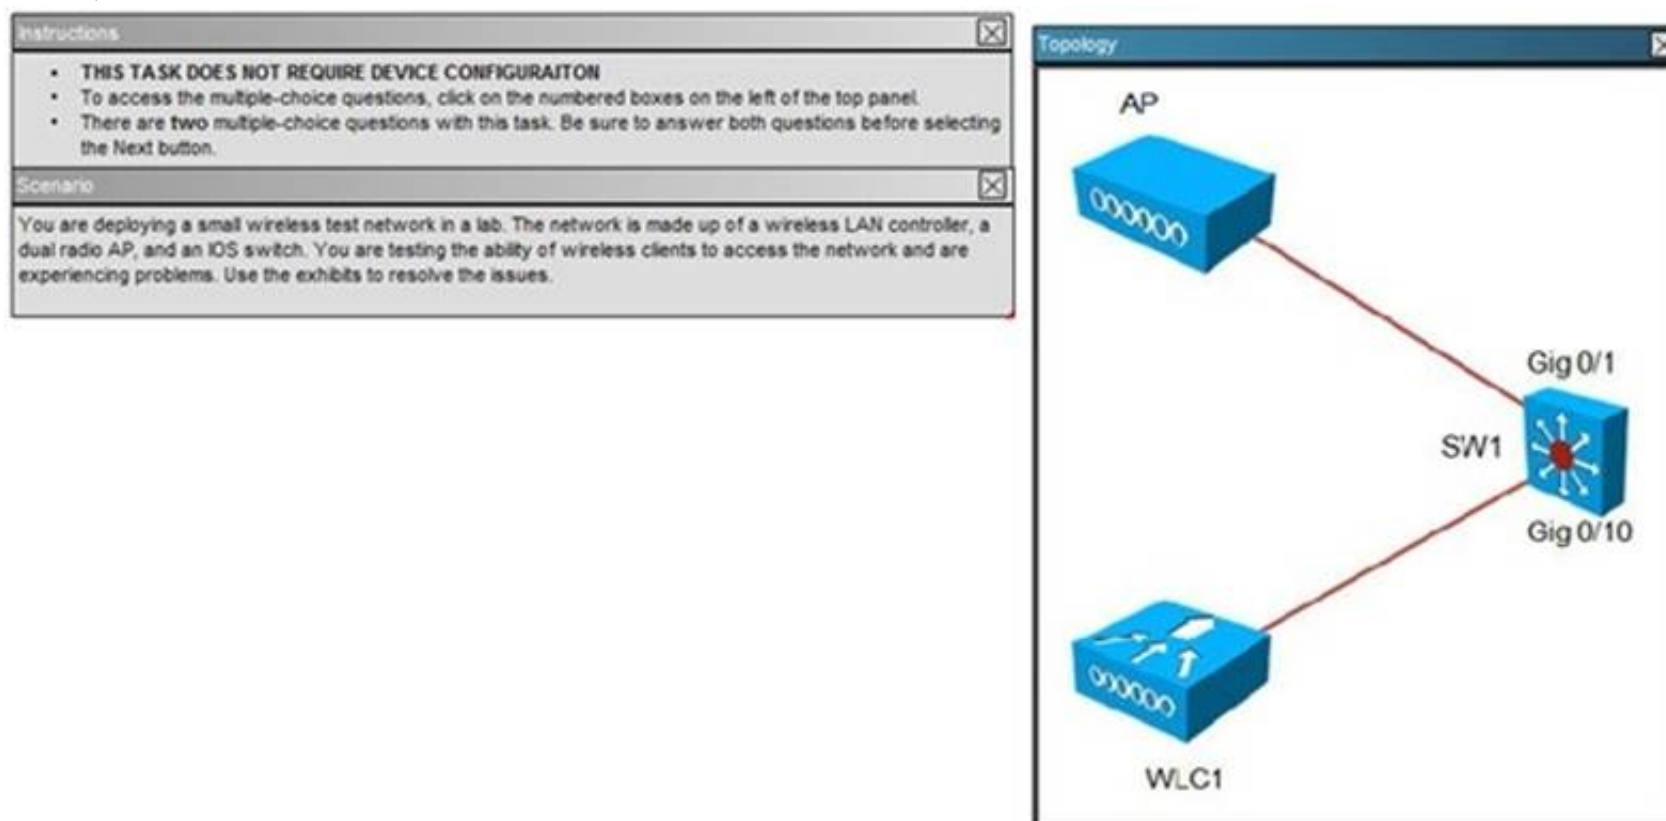 Instructions
• THIS TASK DOES NOT REQUIRE DEVICE CONFIGURAITON
• To access the multiple-choice questions, click on the numbered boxes on the left of the top panel.
• There are two multiple-choice questions with this task. Be sure to answer both questions before selecting
the Next button.
Scenario
You are deploying a small wireless test network in a lab. The network is made up of a wireless LAN controller, a
dual radio AP, and an IOS switch. You are testing the ability of wireless clients to access the network and are
experiencing problems. Use the exhibits to resolve the issues.
Topology
AP
Gig 0/1
SW1
Gig 0/10
WLC1